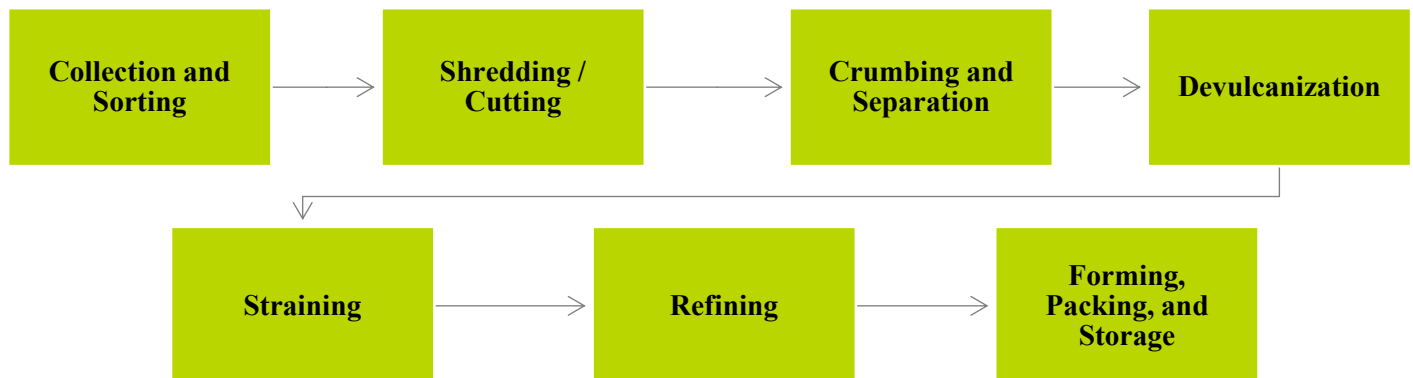 Collection and
Sorting
Shredding /
Cutting
Crumbing and
Separation
Devulcanization
Straining
Refining
Forming,
Packing, and
Storage